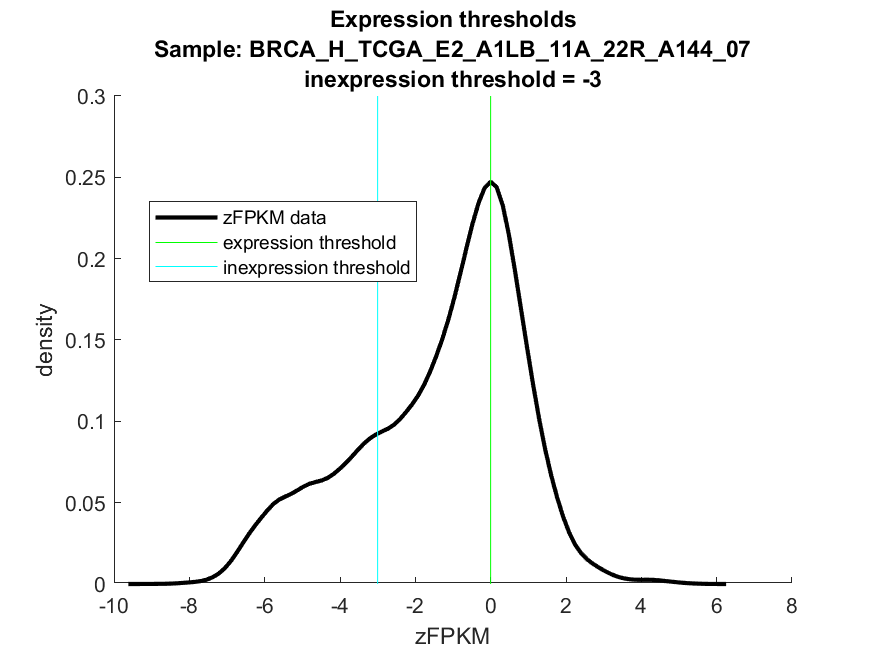 Expression thresholds
Sample: BRCA_H_TCGA_E2_A1LB_11A_22R_A144_07
inexpression threshold = -3
0.3
0.25
0.2
0.15
0.1
0.05
0
density
zFPKM data
expression threshold
inexpression threshold
-10 -8 -6 -4 -2 0 2 4 6 8
zFPKM